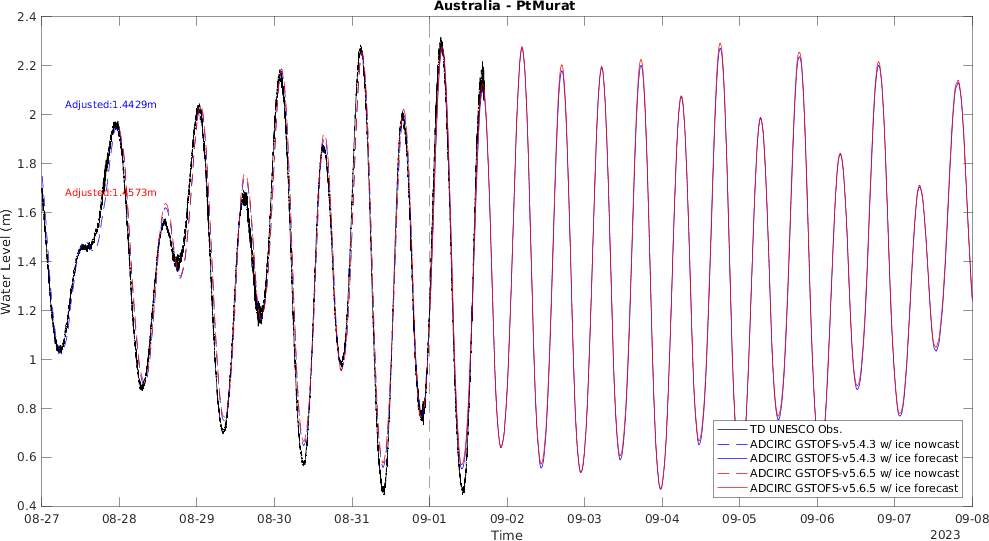 Australia - PtMurat
2.4
2.2
2
1.8
1.6
1.4
1.2
1
0.8
0.6
0.4
Water Level (m)
Adjusted:1.4429m
Adjusted:1.4573m
TD UNESCO Obs.
ADCIRC GSTOFS-v5.4.3 w/ ice nowcast
ADCIRC GSTOFS-v5.4.3 w/ ice forecast
ADCIRC GSTOFS-v5.6.5 w/ ice nowcast
ADCIRC GSTOFS-v5.6.5 w/ ice forecast
08-27 08-28 08-29 08-30 08-31 09-01 09-02 09-03 09-04 09-05 09-06 09-07 09-08
Time
2023